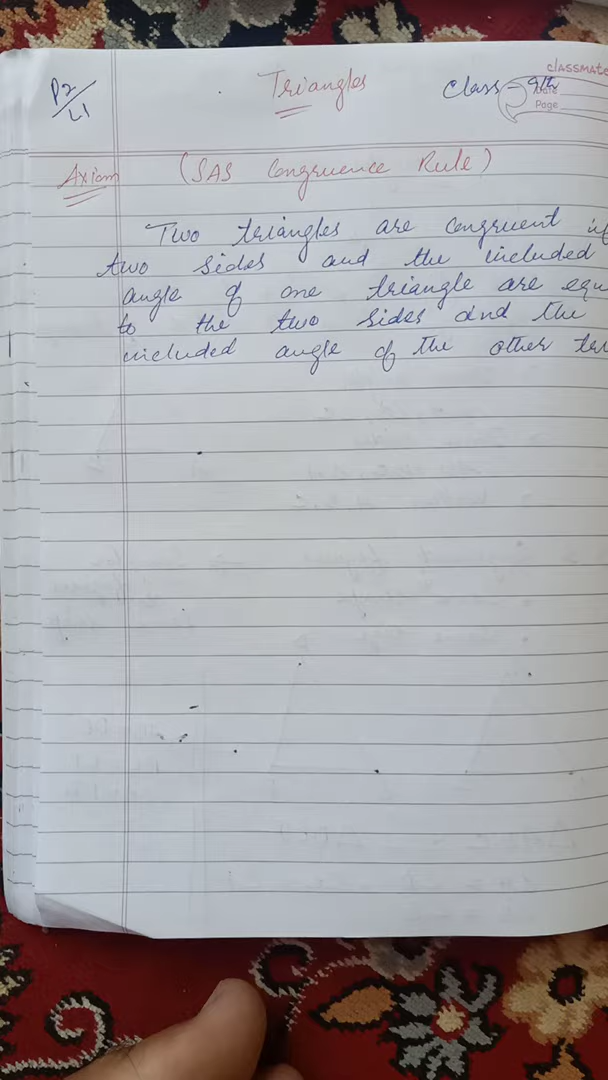 P2/L1
Triangles
Class - 9th
classmate
Date
Page
Axiom (SAS Congruence Rule)
Two triangles are congruent if
two sides and the included
angle of one triangle are equ
to the two sides and the
included angle of the other tri